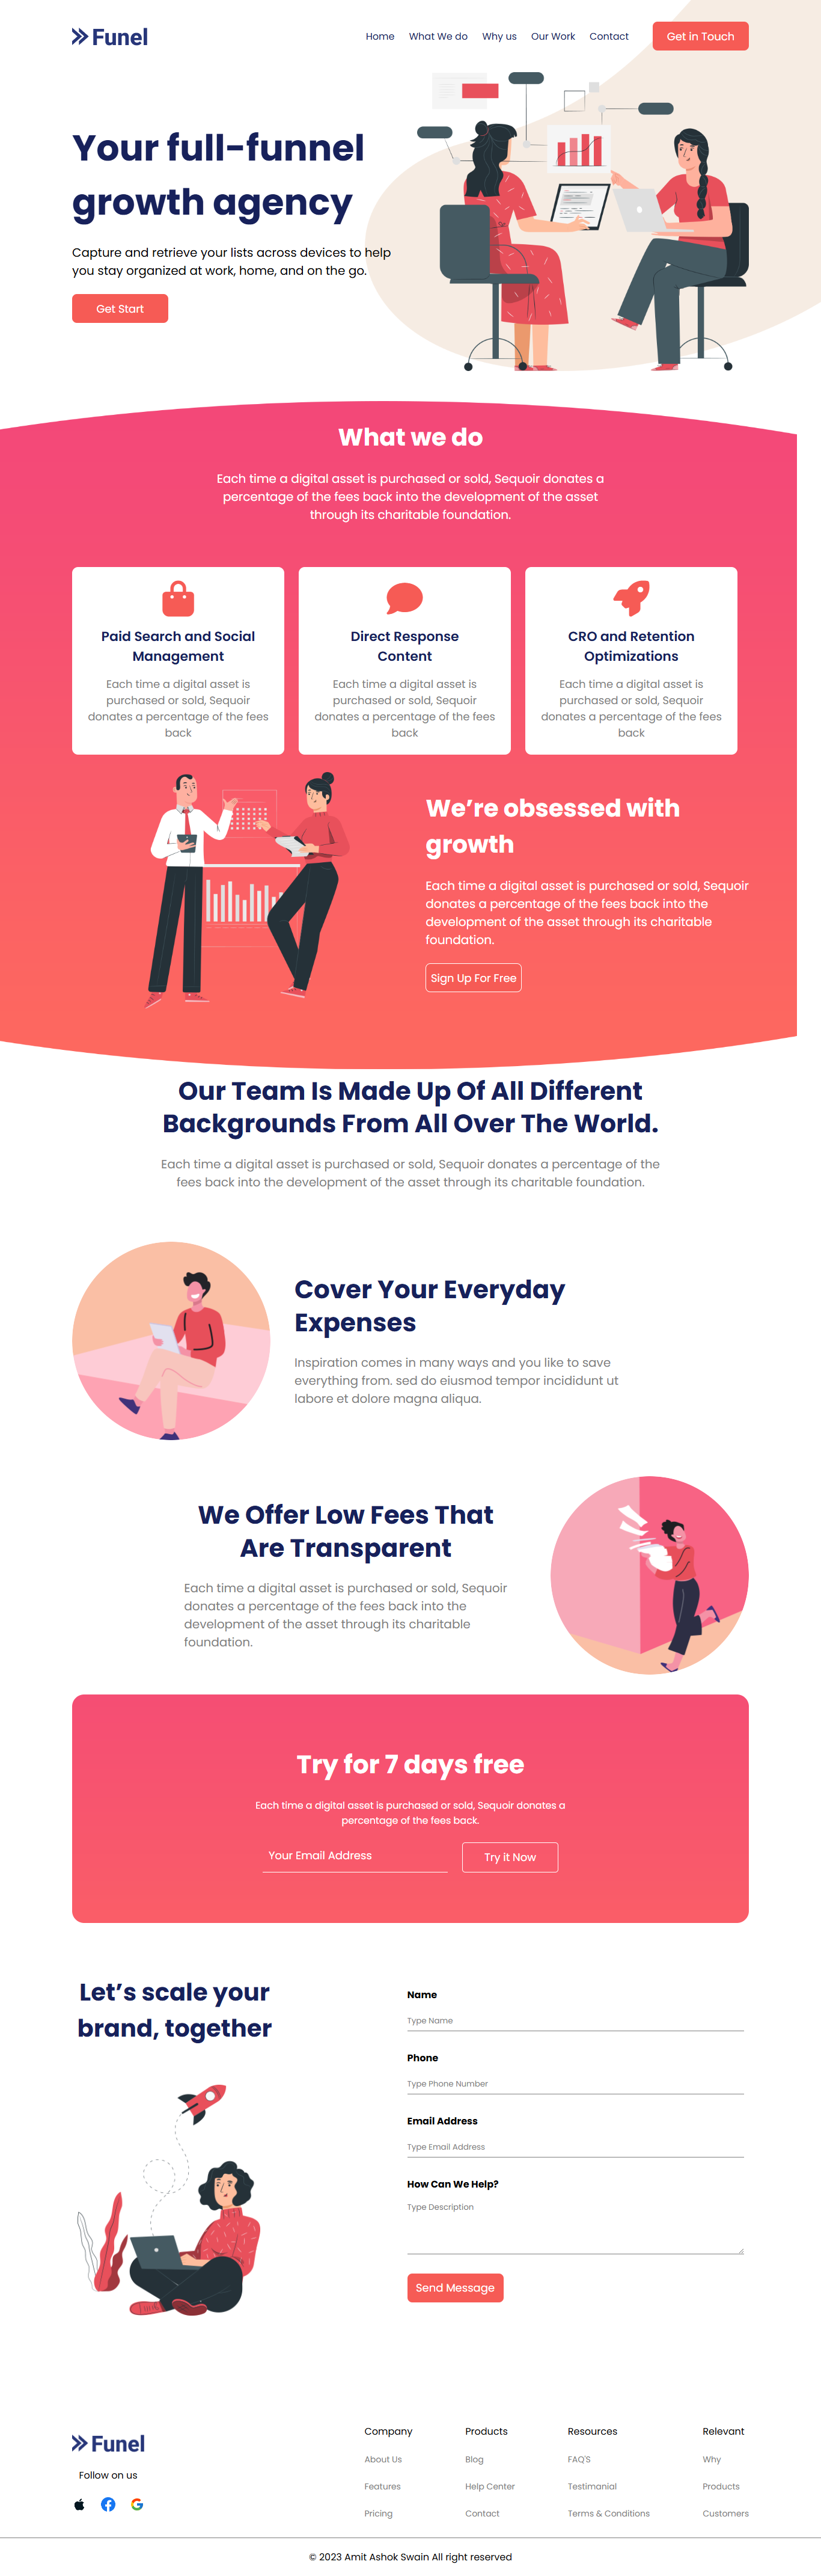 Funel
Home What We do Why us Our Work Contact Get in Touch
Your full-funnel
growth agency
Capture and retrieve your lists across devices to help
you stay organized at work, home, and on the go.
Get Start
What we do
Each time a digital asset is purchased or sold, Sequoir donates a
percentage of the fees back into the development of the asset
through its charitable foundation.
Paid Search and Social
Management
Each time a digital asset is
purchased or sold, Sequoir
donates a percentage of the fees
back
Direct Response
Content
Each time a digital asset is
purchased or sold, Sequoir
donates a percentage of the fees
back
CRO and Retention
Optimizations
Each time a digital asset is
purchased or sold, Sequoir
donates a percentage of the fees
back
We’re obsessed with
growth
Each time a digital asset is purchased or sold, Sequoir
donates a percentage of the fees back into the
development of the asset through its charitable
foundation.
Sign Up For Free
Our Team Is Made Up Of All Different
Backgrounds From All Over The World.
Each time a digital asset is purchased or sold, Sequoir donates a percentage of the
fees back into the development of the asset through its charitable foundation.
Cover Your Everyday
Expenses
Inspiration comes in many ways and you like to save
everything from. sed do eiusmod tempor incididunt ut
labore et dolore magna aliqua.
We Offer Low Fees That
Are Transparent
Each time a digital asset is purchased or sold, Sequoir
donates a percentage of the fees back into the
development of the asset through its charitable
foundation.
Try for 7 days free
Each time a digital asset is purchased or sold, Sequoir donates a
percentage of the fees back.
Your Email Address
Try it Now
Let’s scale your
brand, together
Name
Type Name
Phone
Type Phone Number
Email Address
Type Email Address
How Can We Help?
Type Description
Send Message
Funel
Follow on us
Company
About Us
Features
Pricing
Products
Blog
Help Center
Contact
Resources
FAQ'S
Testimanial
Terms & Conditions
Relevant
Why
Products
Customers
© 2023 Amit Ashok Swain All right reserved